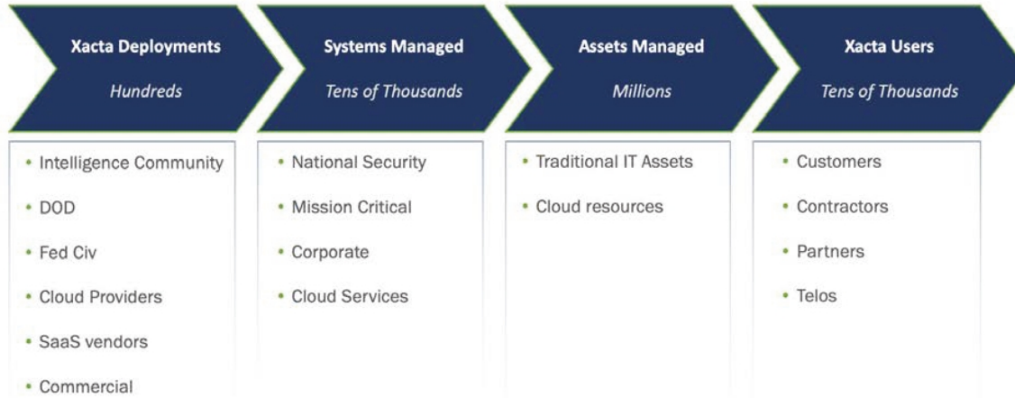 Xacta Deployments
Hundreds
• Intelligence Community
• DOD
• Fed Civ
• Cloud Providers
• SaaS vendors
• Commercial
Systems Managed
Tens of Thousands
• National Security
• Mission Critical
• Corporate
• Cloud Services
Assets Managed
Millions
• Traditional IT Assets
• Cloud resources
Xacta Users
Tens of Thousands
• Customers
• Contractors
• Partners
• Telos